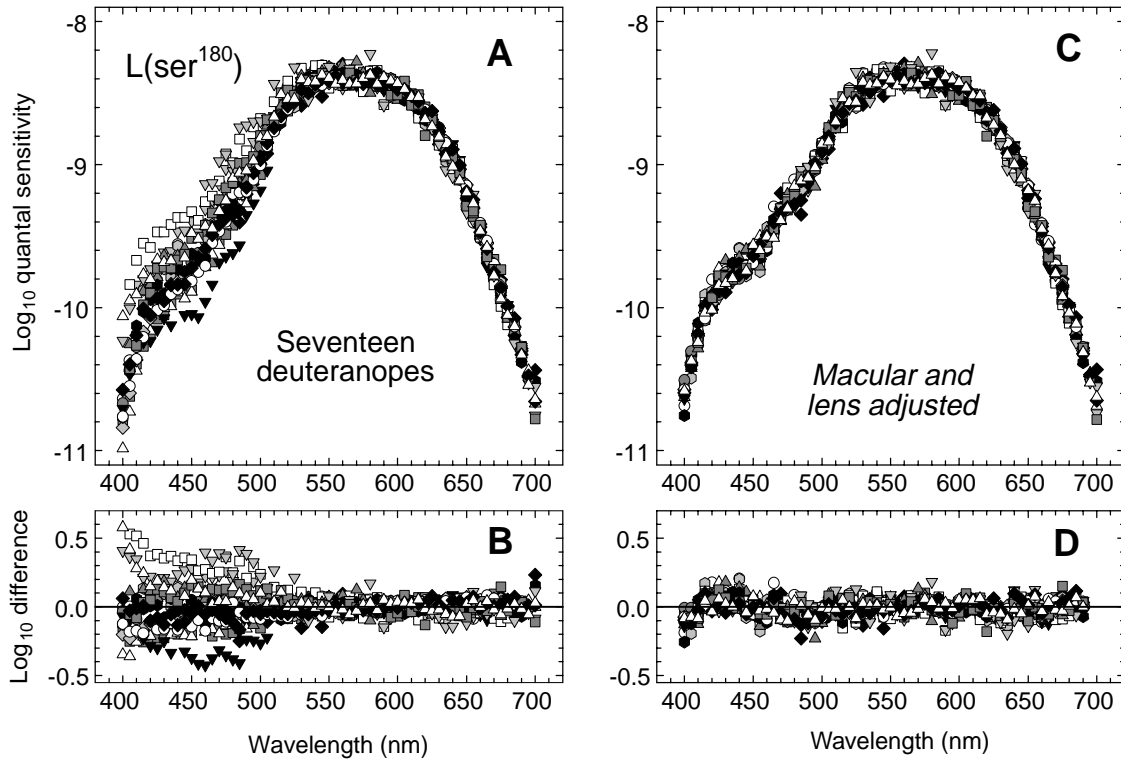 -8
-9
-10
-11
Log10 quantal sensitivity
L(ser180)
A
Seventeen
deuteranopes
400 450 500 550 600 650 700
-8
-9
-10
-11
C
Macular and
lens adjusted
400 450 500 550 600 650 700
0.5
0.0
-0.5
Log10 difference
B
400 450 500 550 600 650 700
Wavelength (nm)
0.5
0.0
-0.5
D
400 450 500 550 600 650 700
Wavelength (nm)